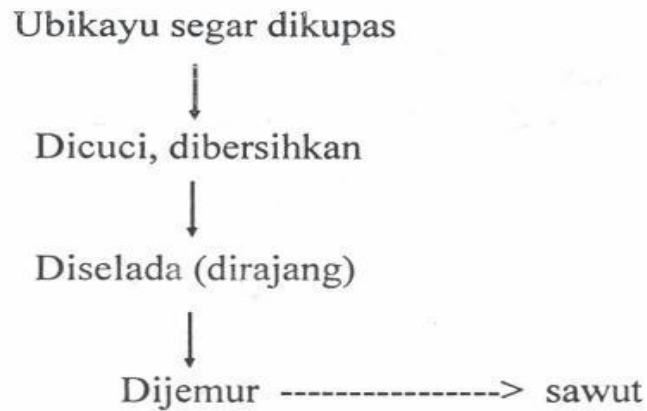 Ubikayu segar dikupas
Dicuci, dibersihkan
Diselada (dirajang)
Dijemur ---------------> sawut